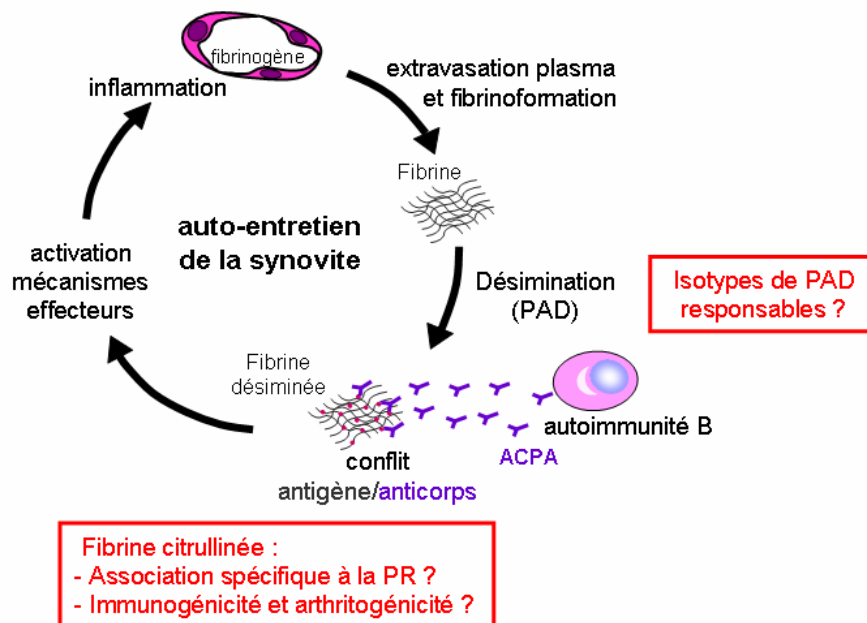 fibrinogène
extravasation plasma
et fibrinoformation
inflammation
Fibrine
auto-entretien
de la synovite
activation
mécanismes
effecteurs
Désimination
(PAD)
Isotypes de PAD
responsables ?
Fibrine
désiminée
autoimmunité B
ACPA
conflit
antigène/anticorps
Fibrine citrullinée :
- Association spécifique à la PR ?
- Immunogénicité et arthritogénicité ?